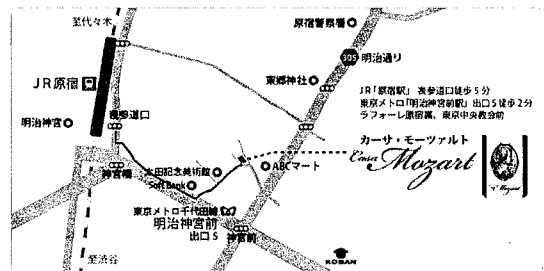 至代々木
原宿警察署
305 明治通り
JR原宿
東郷神社
JR「原宿駅」 表参道口徒歩5分
東京メトロ「明治神宮前駅」出口5徒歩2分
ラフォーレ原宿裏、東京中央教会前
明治神宮
表参道口
カーサ・モーツァルト
Casa Mozart
Mozart
太田記念美術館
ABCマート
神宮橋
SoftBank
東京メトロ千代田線
明治神宮前
出口5
神宮前
至渋谷
KOBAN